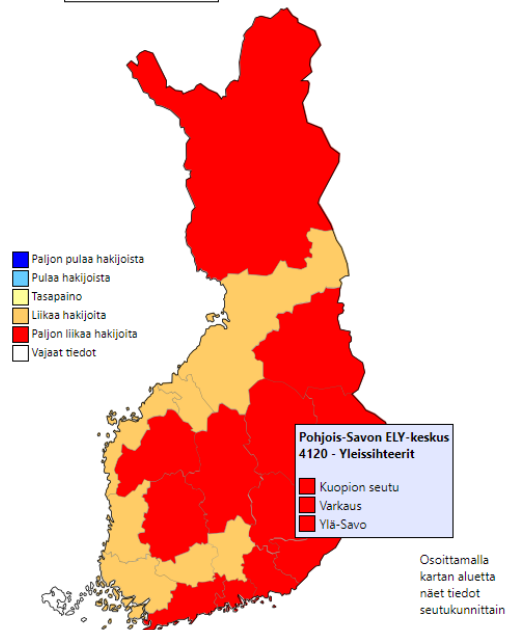 Paljon pulaa hakijoista
Pulaa hakijoista
Tasapaino
Liikaa hakijoita
Paljon liikaa hakijoita
Vajaat tiedot
Pohjois-Savon ELY-keskus
4120 - Yleissihteerit
Kuopion seutu
Varkaus
Ylä-Savo
Osoittamalla
kartan aluetta
näet tiedot
seutukunnittain